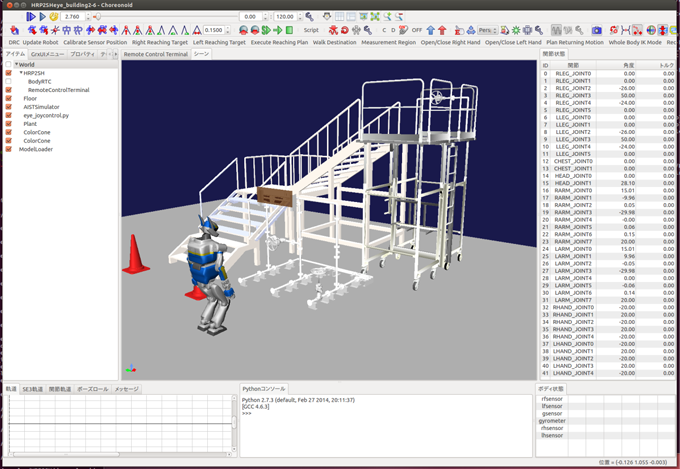 HRP2SHeye_building2-6 - Choreonoid
2.760 0.00 : 120.00
0.1500 Script C D OFF Pers
DRC Update Robot Calibrate Sensor Position Right Reaching Target Left Reaching Target Execute Reaching Plan Walk Destination Measurement Region Open/Close Right Hand Open/Close Left Hand Plan Returning Motion Whole Body IK Mode Rec
アイテム GrxUIメニュー プロパティ
Remote Control Terminal シーン
関節状態
World
HRP2SH
BodyRTC
RemoteControlTerminal
Floor
AISTSimulator
eye_joycontrol.py
Plant
ColorCone
ColorCone
ModelLoader
ID 関節 角度 トルク
0 RLEG_JOINT0 0.00 0.00
1 RLEG_JOINT1 0.00 0.00
2 RLEG_JOINT2 -26.00 0.00
3 RLEG_JOINT3 50.00 0.00
4 RLEG_JOINT4 -24.00 0.00
5 RLEG_JOINT5 0.00 0.00
6 LLEG_JOINT0 0.00 0.00
7 LLEG_JOINT1 0.00 0.00
8 LLEG_JOINT2 -26.00 0.00
9 LLEG_JOINT3 50.00 0.00
10 LLEG_JOINT4 -24.00 0.00
11 LLEG_JOINT5 0.00 0.00
12 CHEST_JOINT0 0.00 0.00
13 CHEST_JOINT1 0.00 0.00
14 HEAD_JOINT0 0.00 0.00
15 HEAD_JOINT1 28.10 0.00
16 RARM_JOINT0 15.01 0.00
17 RARM_JOINT1 -9.96 0.00
18 RARM_JOINT2 0.05 0.00
19 RARM_JOINT3 -29.98 0.00
20 RARM_JOINT4 -0.00 0.00
21 RARM_JOINT5 0.06 0.00
22 RARM_JOINT6 0.15 0.00
23 RARM_JOINT7 20.00 0.00
24 LARM_JOINT0 15.01 0.00
25 LARM_JOINT1 9.96 0.00
26 LARM_JOINT2 -0.05 0.00
27 LARM_JOINT3 -29.98 0.00
28 LARM_JOINT4 0.00 0.00
29 LARM_JOINT5 -0.06 0.00
30 LARM_JOINT6 0.14 0.00
31 LARM_JOINT7 20.00 0.00
32 RHAND_JOINT0 -20.00 0.00
33 RHAND_JOINT1 20.00 0.00
34 RHAND_JOINT2 -20.00 0.00
35 RHAND_JOINT3 20.00 0.00
36 RHAND_JOINT4 -20.00 0.00
37 LHAND_JOINT0 -20.00 0.00
38 LHAND_JOINT1 20.00 0.00
39 LHAND_JOINT2 -20.00 0.00
40 LHAND_JOINT3 20.00 0.00
41 LHAND_JOINT4 -20.00 0.00
軌道 SE3軌道 関節軌道 ポーズロール メッセージ
Pythonコンソール
Python 2.7.3 (default, Feb 27 2014, 20:11:37)
[GCC 4.6.3]
>>>
ボディ状態
rfsensor
lfsensor
gsensor
gyrometer
rhsensor
lhsensor
位置 = (-0.126 1.055 -0.003)